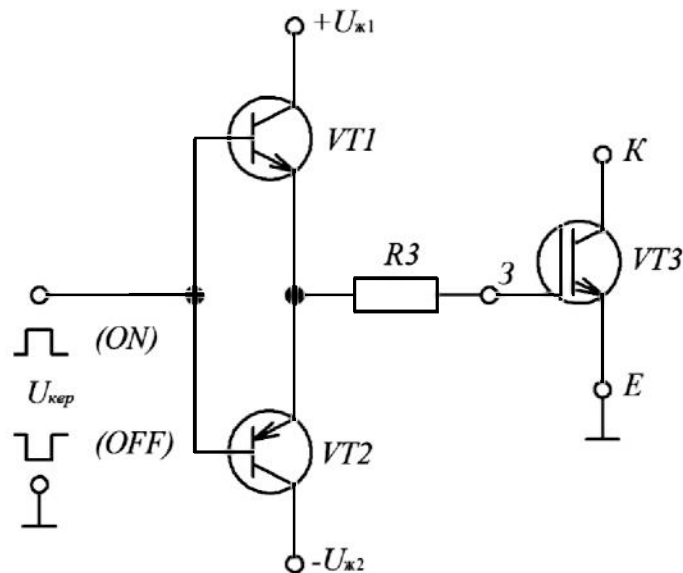 +Uж1
VT1
К
R3
З
VT3
(ON)
Uкер
(OFF)
Е
VT2
-Uж2